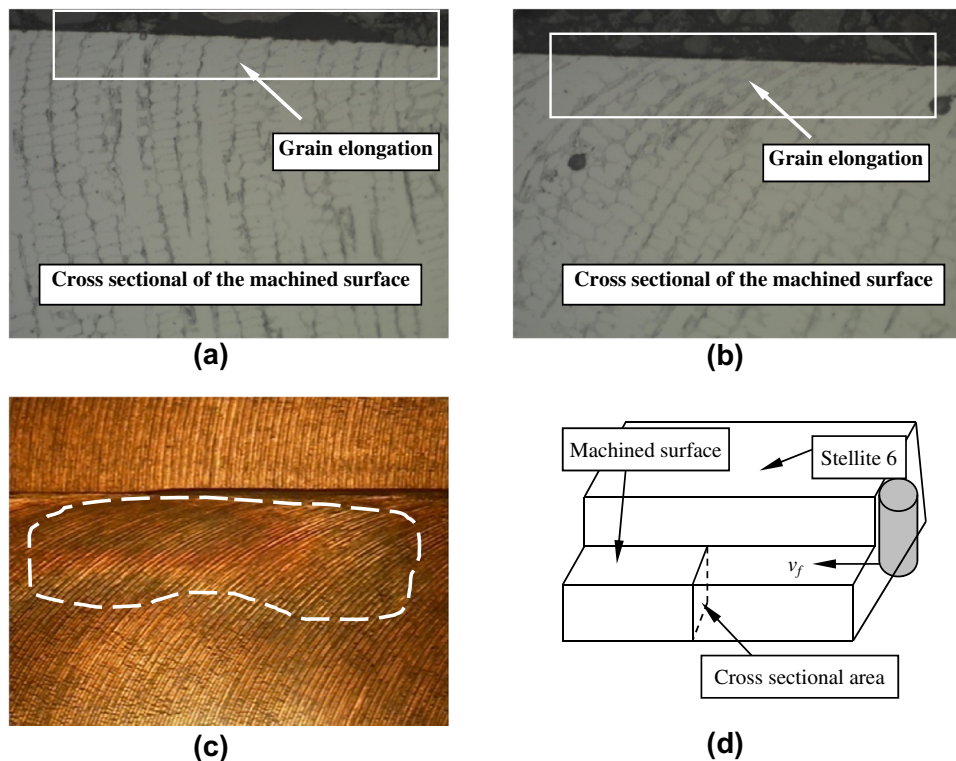 Grain elongation
Cross sectional of the machined surface
(a)
Grain elongation
Cross sectional of the machined surface
(b)
(c)
Machined surface
Stellite 6
v_f
Cross sectional area
(d)